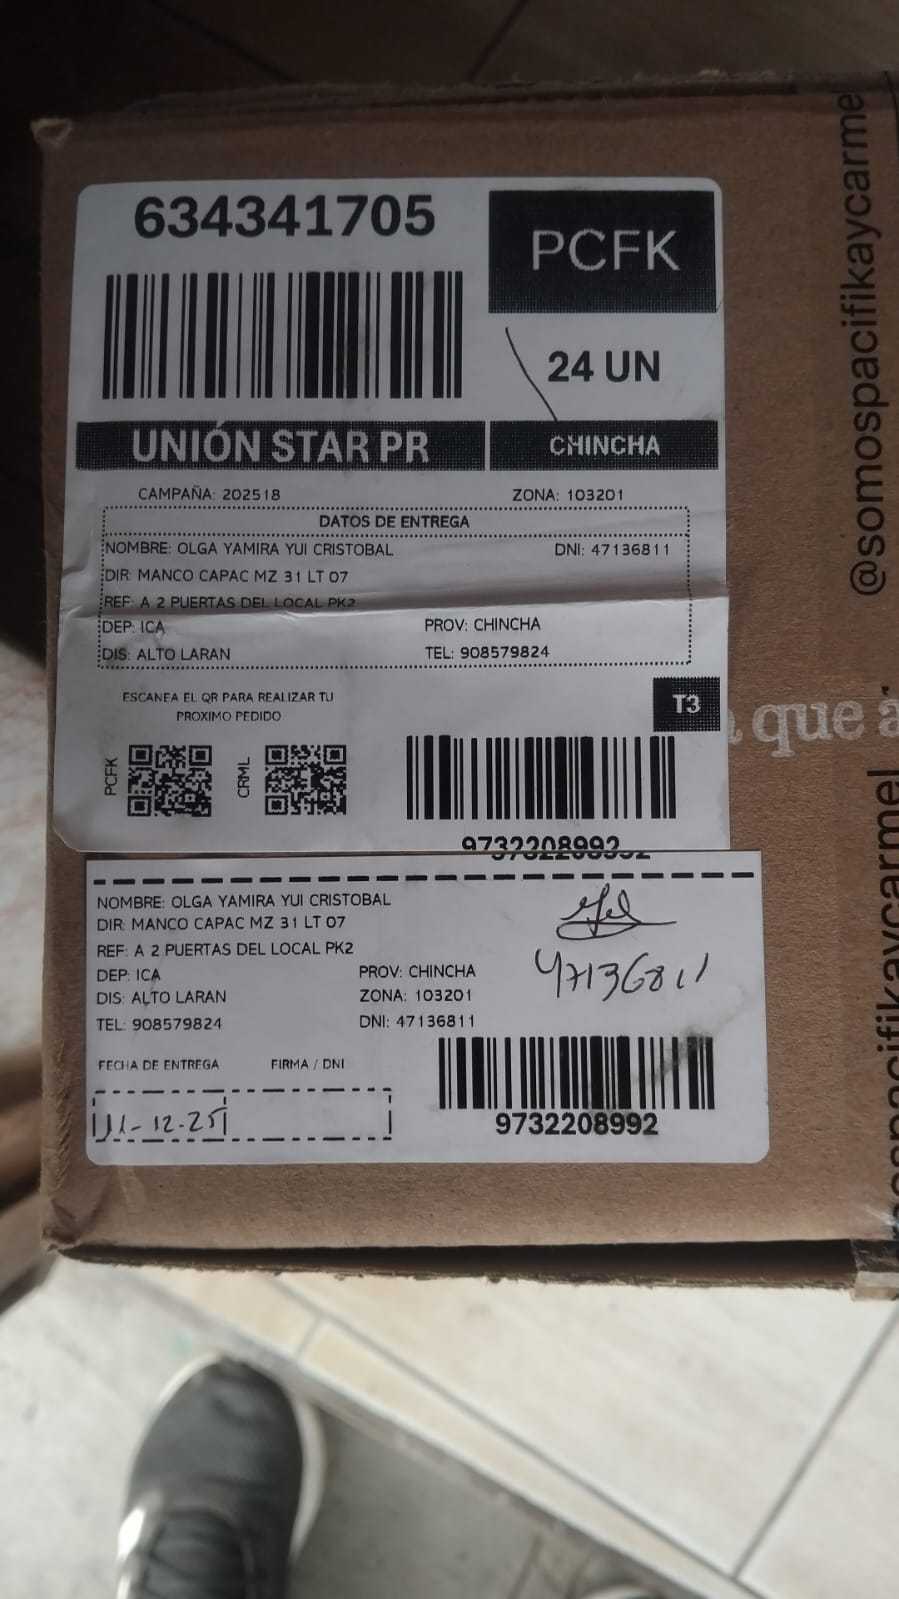 634341705
PCFK
24 UN
UNIÓN STAR PR
CHINCHA
CAMPAÑA: 202518
ZONA: 103201
DATOS DE ENTREGA
NOMBRE: OLGA YAMIRA YUI CRISTOBAL
DNI: 47136811
DIR: MANCO CAPAC MZ 31 LT 07
REF: A 2 PUERTAS DEL LOCAL PK2
DEP: ICA
PROV: CHINCHA
DIS: ALTO LARAN
TEL: 908579824
ESCANEA EL QR PARA REALIZAR TU
PROXIMO PEDIDO
T3
PCFK
CRML
9732208992
NOMBRE: OLGA YAMIRA YUI CRISTOBAL
DIR: MANCO CAPAC MZ 31 LT 07
REF: A 2 PUERTAS DEL LOCAL PK2
DEP: ICA
PROV: CHINCHA
DIS: ALTO LARAN
ZONA: 103201
TEL: 908579824
DNI: 47136811
47136811
FECHA DE ENTREGA
FIRMA / DNI
11-12-25
9732208992
@somospacifikaycarmel
que a